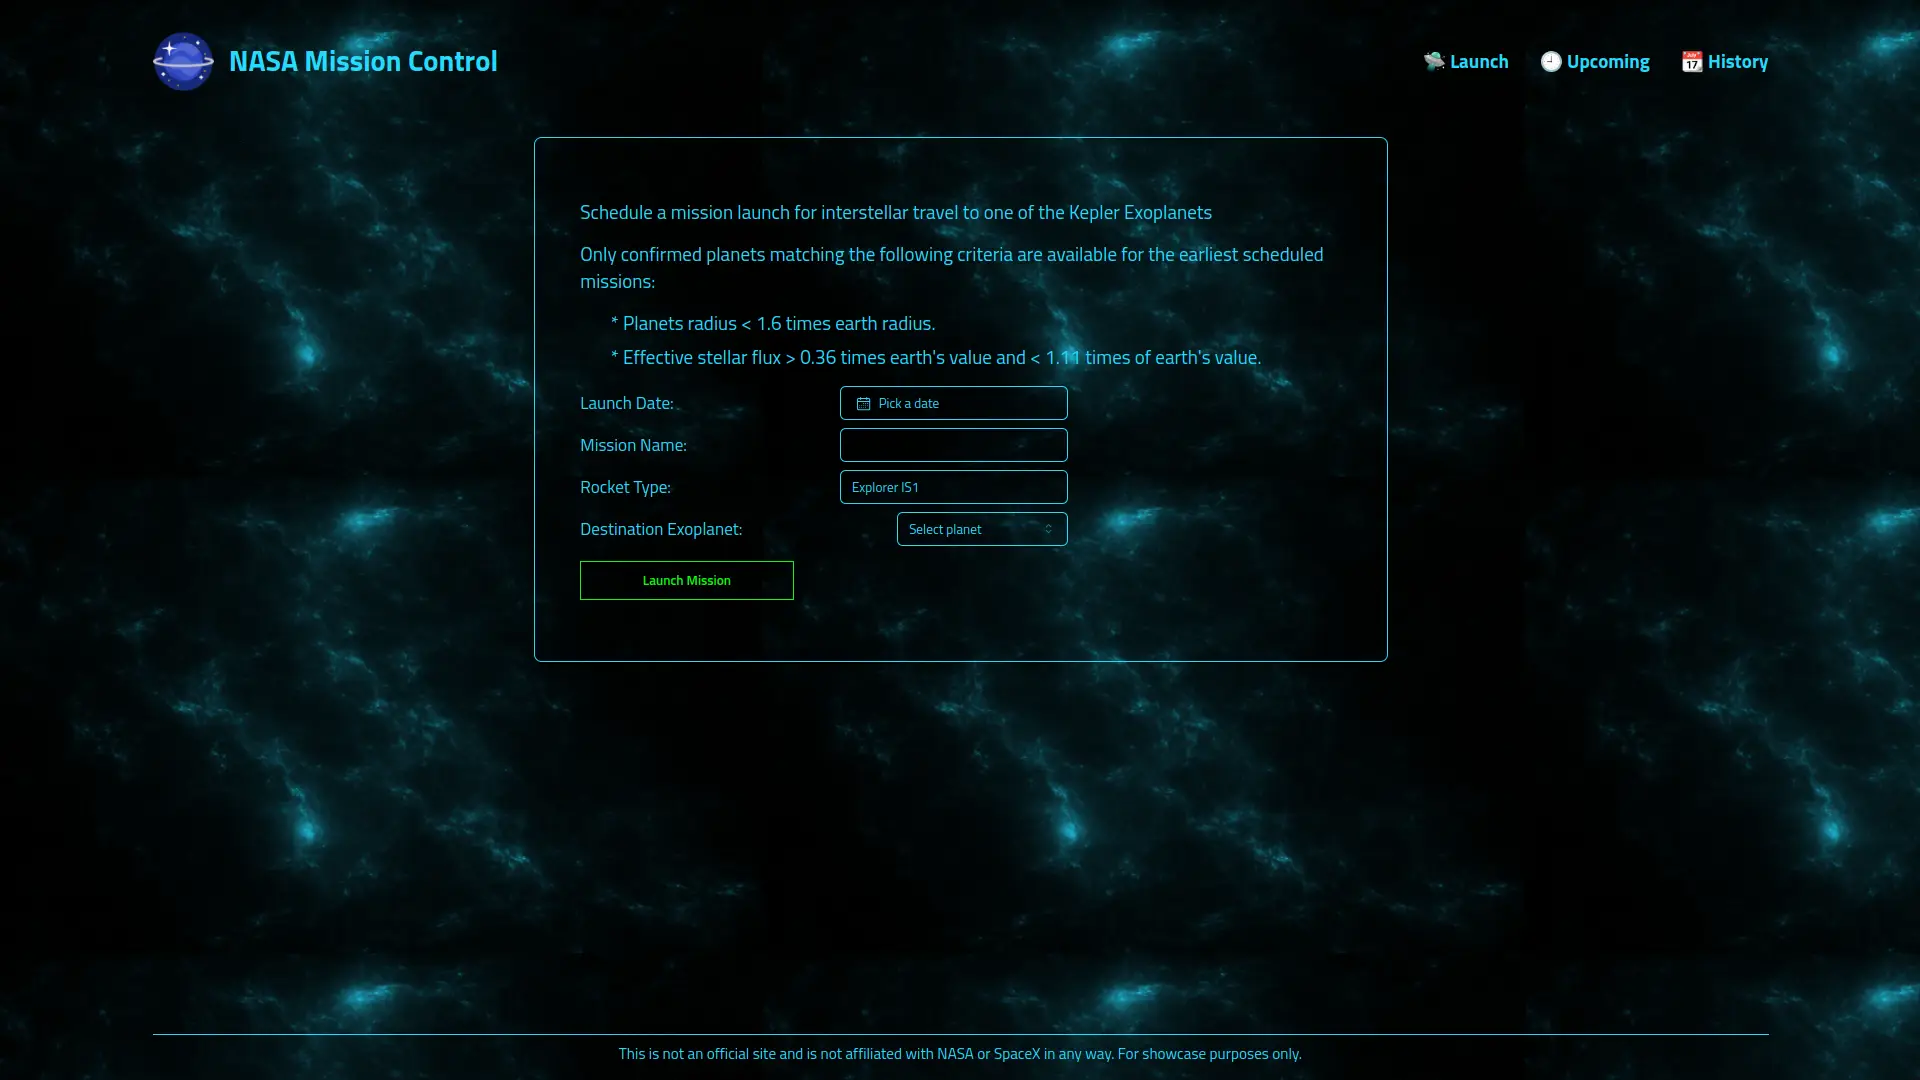 NASA Mission Control
Launch
Upcoming
History
Schedule a mission launch for interstellar travel to one of the Kepler Exoplanets
Only confirmed planets matching the following criteria are available for the earliest scheduled
missions:
* Planets radius < 1.6 times earth radius.
* Effective stellar flux > 0.36 times earth's value and < 1.11 times of earth's value.
Launch Date:
Pick a date
Mission Name:
Rocket Type:
Explorer IS1
Destination Exoplanet:
Select planet
Launch Mission
This is not an official site and is not affiliated with NASA or SpaceX in any way. For showcase purposes only.